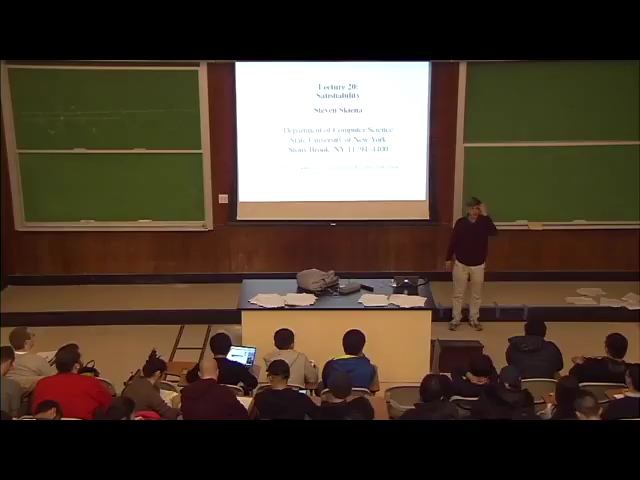 Lecture 20:
Satisfiability
Steven Skiena
Department of Computer Science
State University of New York
Stony Brook, NY 11794–4400